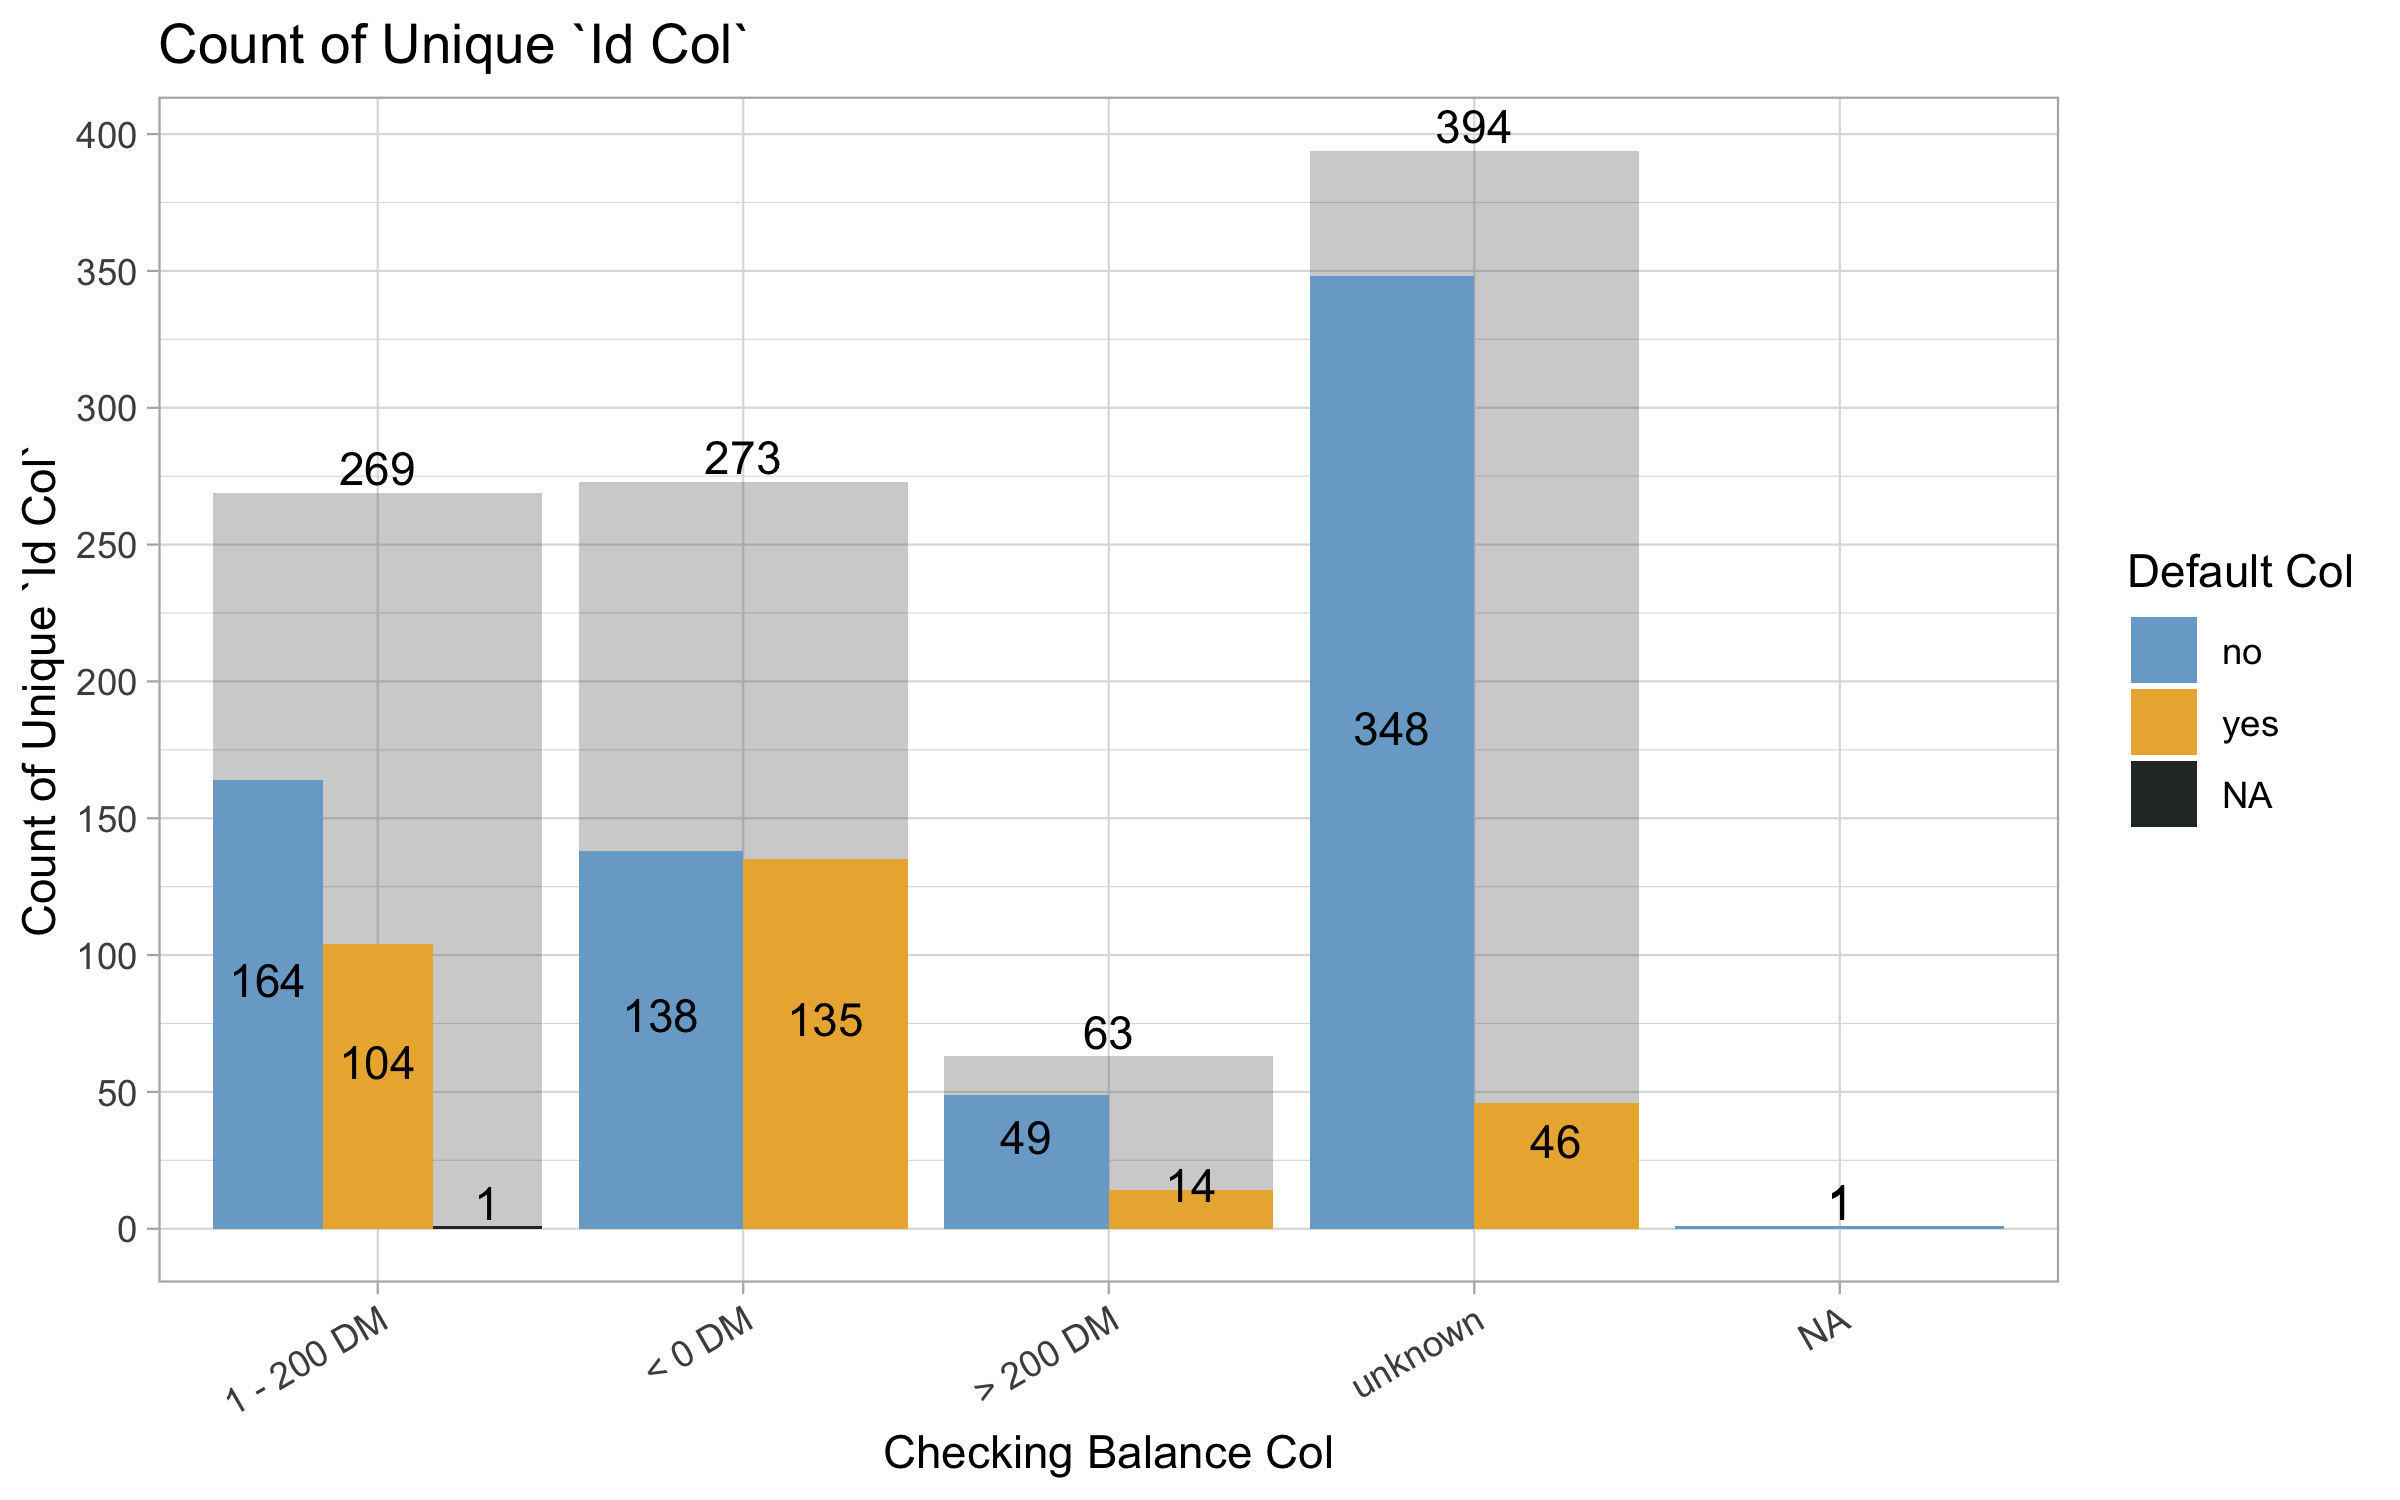 Count of Unique `Id Col`
Count of Unique `Id Col`
400
350
300
250
200
150
100
50
0
269
164
104
1
273
138
135
63
49
14
394
348
46
1
1 - 200 DM
< 0 DM
> 200 DM
unknown
NA
Checking Balance Col
Default Col
no
yes
NA